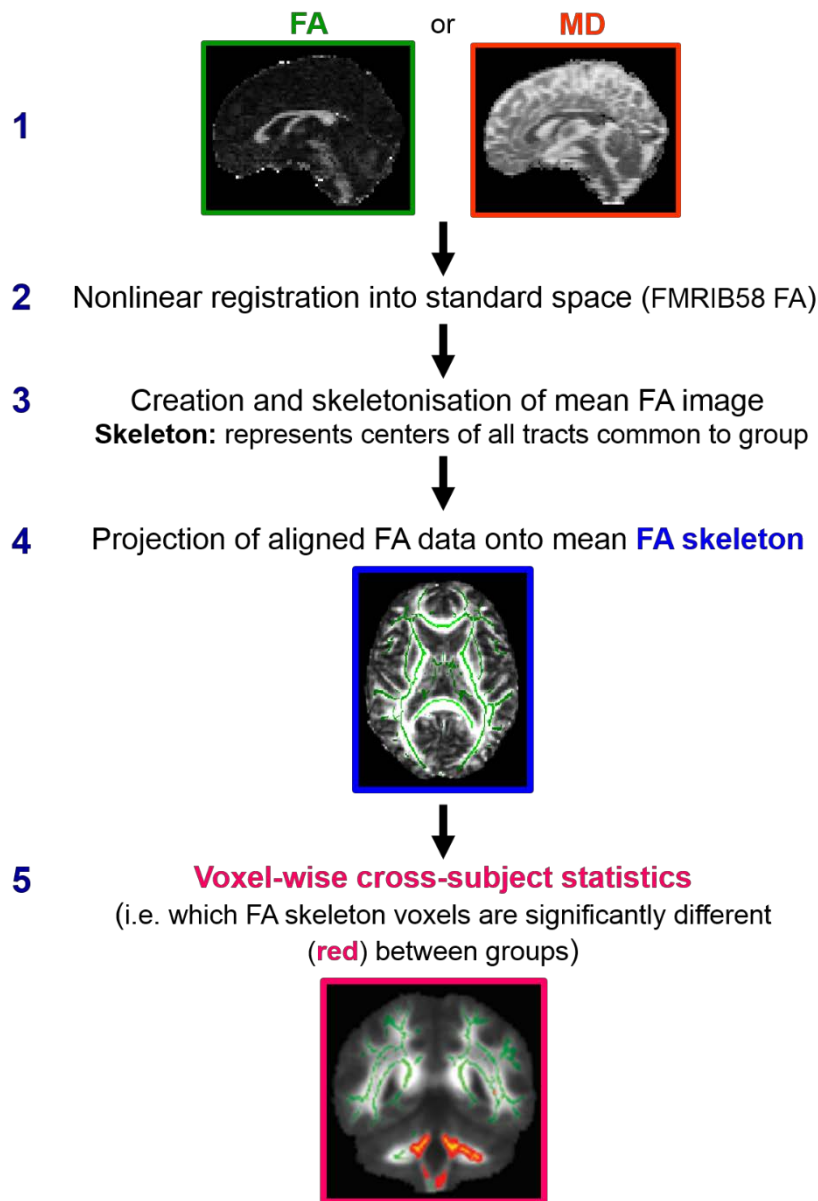 FA or MD
1
2 Nonlinear registration into standard space (FMRIB58 FA)
3 Creation and skeletonisation of mean FA image
Skeleton: represents centers of all tracts common to group
4 Projection of aligned FA data onto mean FA skeleton
5 Voxel-wise cross-subject statistics
(i.e. which FA skeleton voxels are significantly different
(red) between groups)